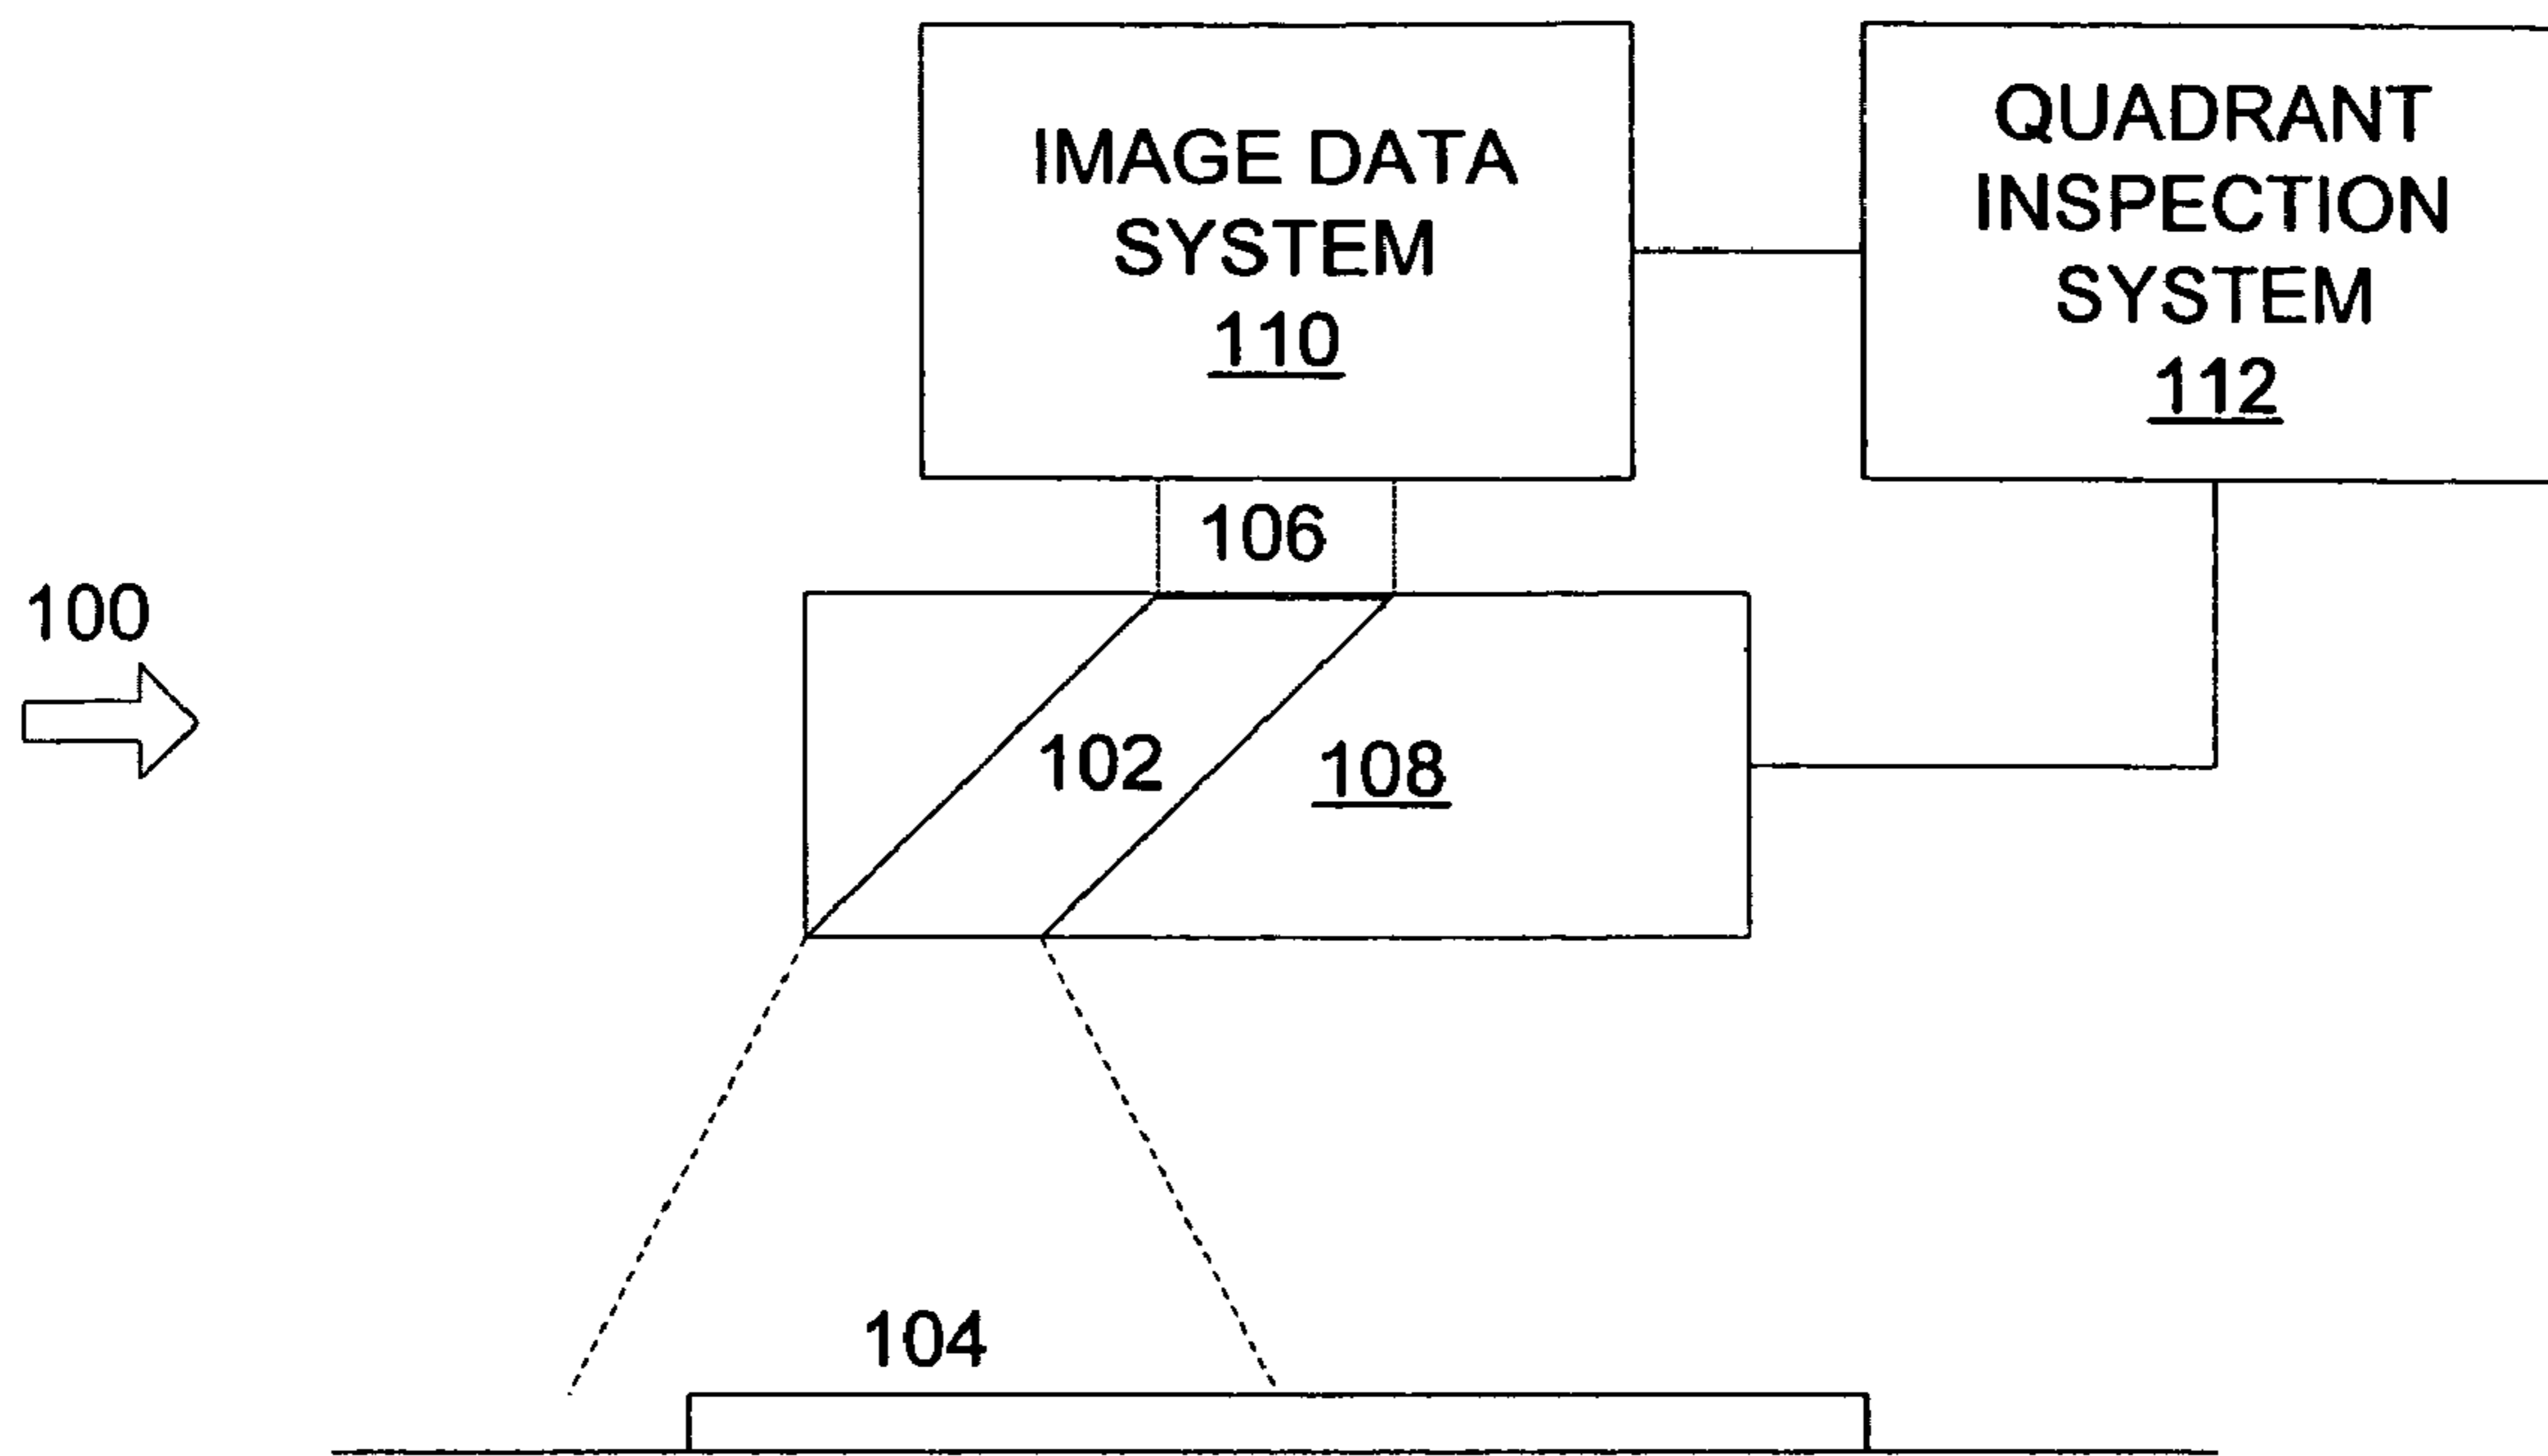 IMAGE DATA
SYSTEM
110
QUADRANT
INSPECTION
SYSTEM
112
106
100
102
108
104